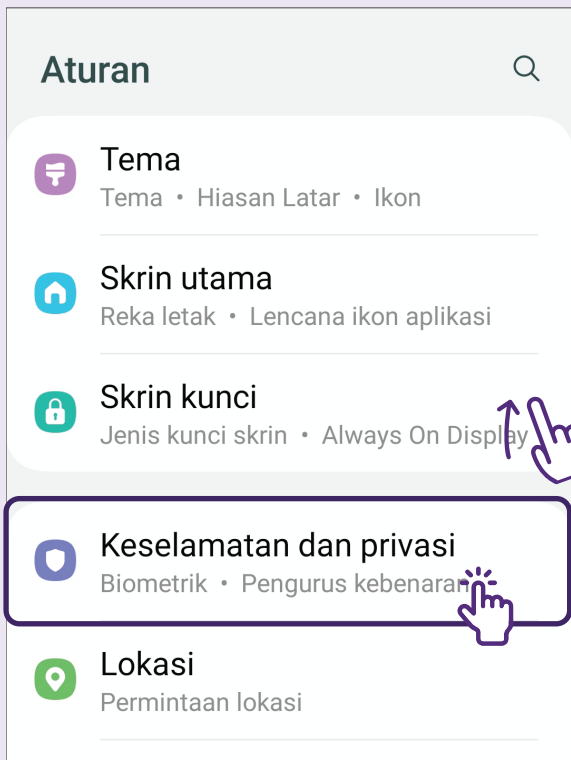 Aturan
Tema
Tema • Hiasan Latar • Ikon
Skrin utama
Reka letak • Lencana ikon aplikasi
Skrin kunci
Jenis kunci skrin • Always On Display
Keselamatan dan privasi
Biometrik • Pengurus kebenaran
Lokasi
Permintaan lokasi